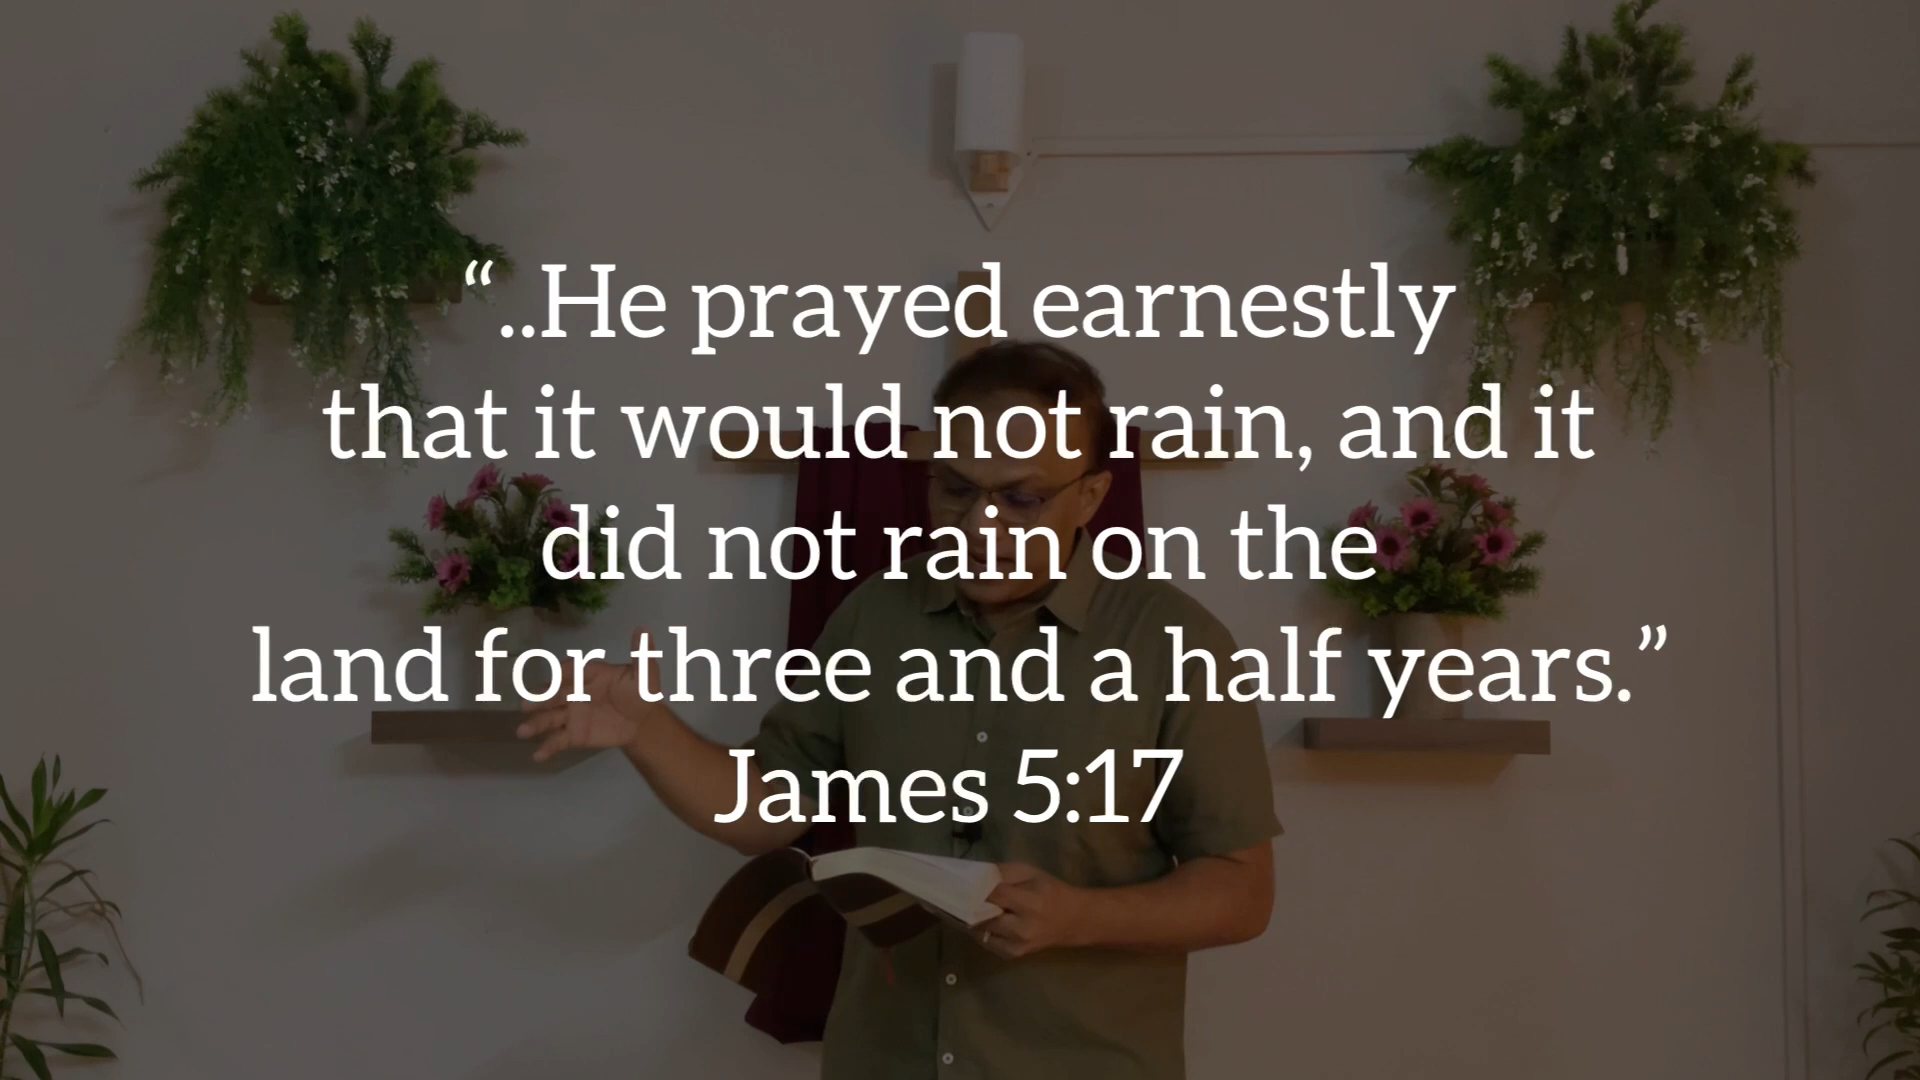 “ ..He prayed earnestly
that it would not rain, and it
did not rain on the
land for three and a half years.”
James 5:17